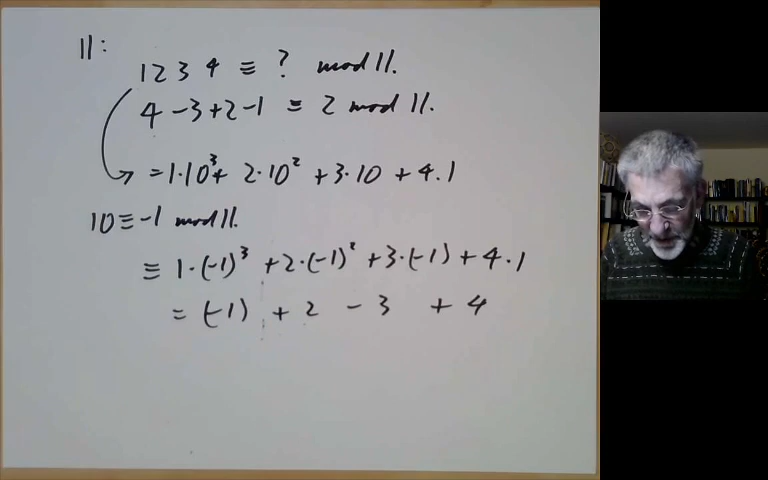 11:
1234 ≡ ? mod 11.
4 -3+2-1 ≡ 2 mod 11.
= 1·10³+ 2·10² +3·10 +4.1
10≡-1 mod 11.
≡ 1·(-1)³ +2·(-1)² +3·(-1) +4.1
= (-1) + 2 - 3 + 4